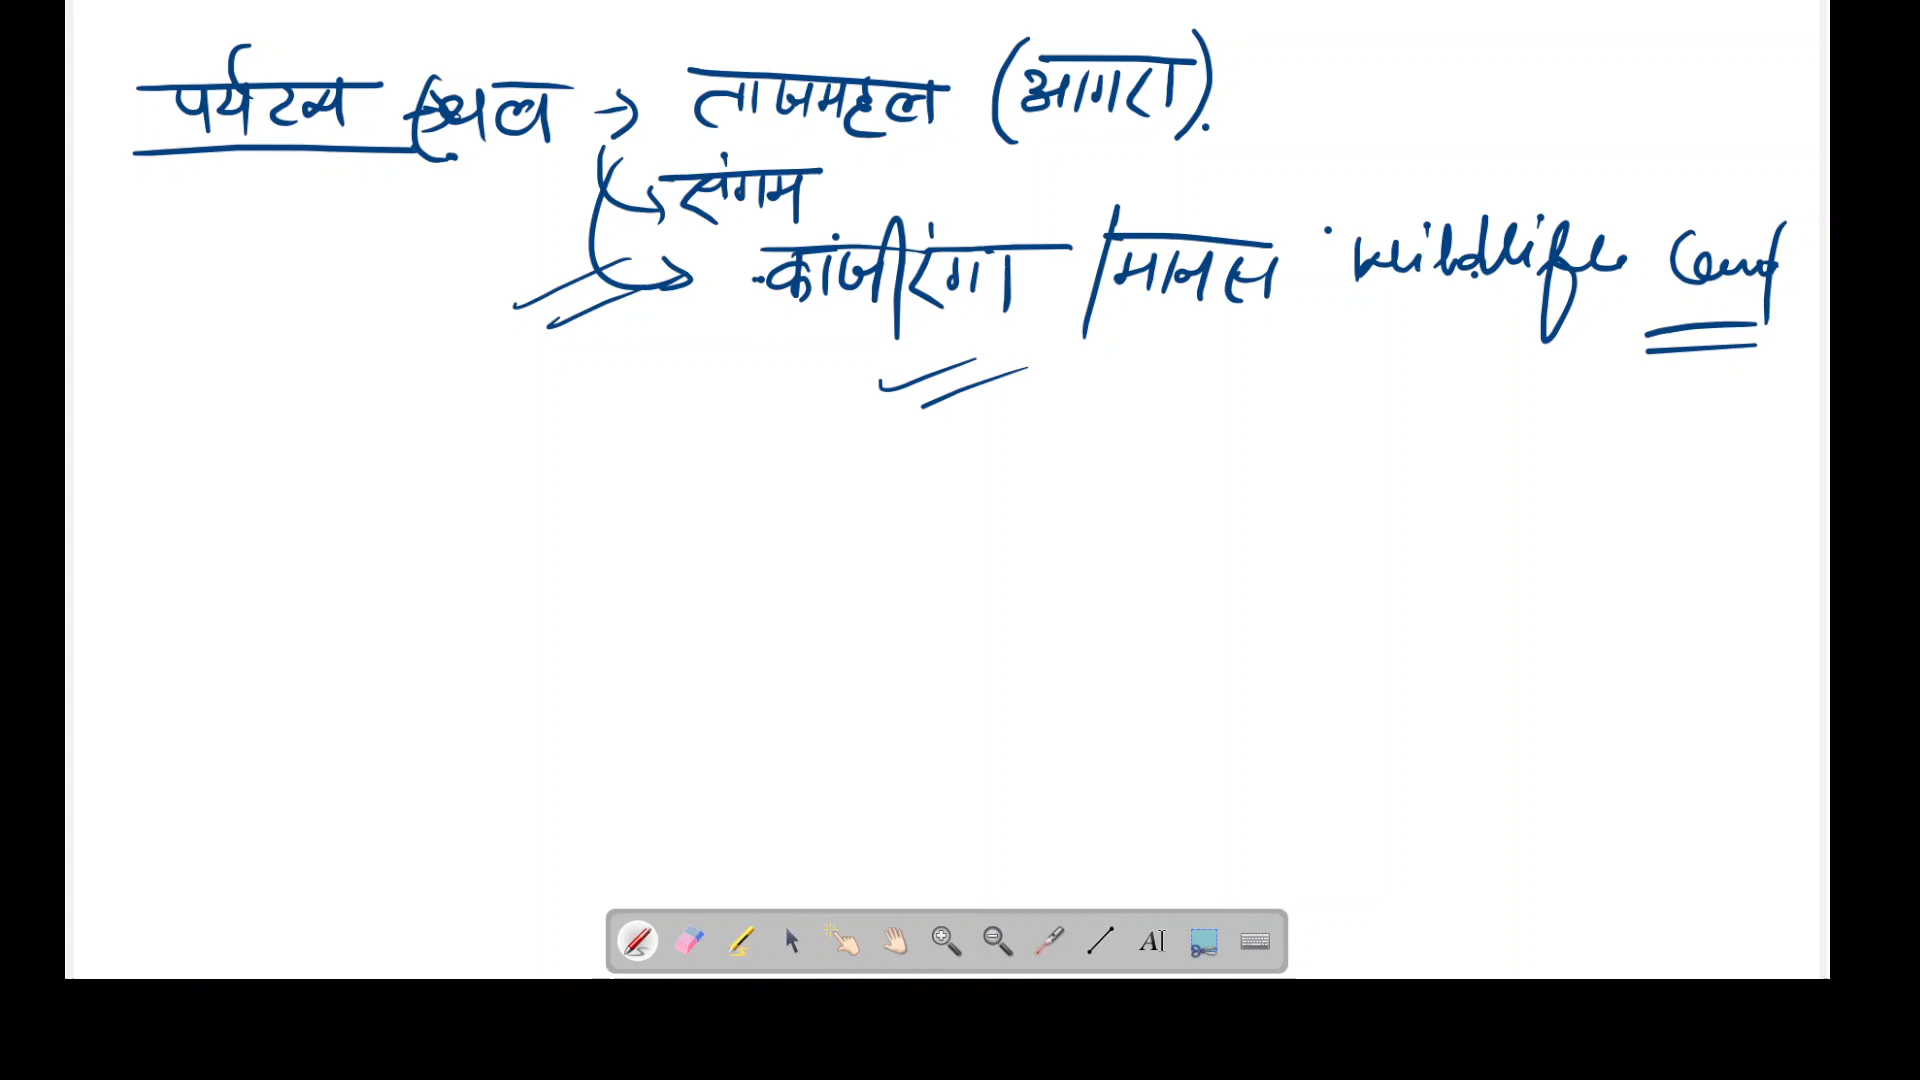 पर्यटन स्थल → ताजमहल (आगरा).
संगम
कांजीरंगा / मानस wildlife
A